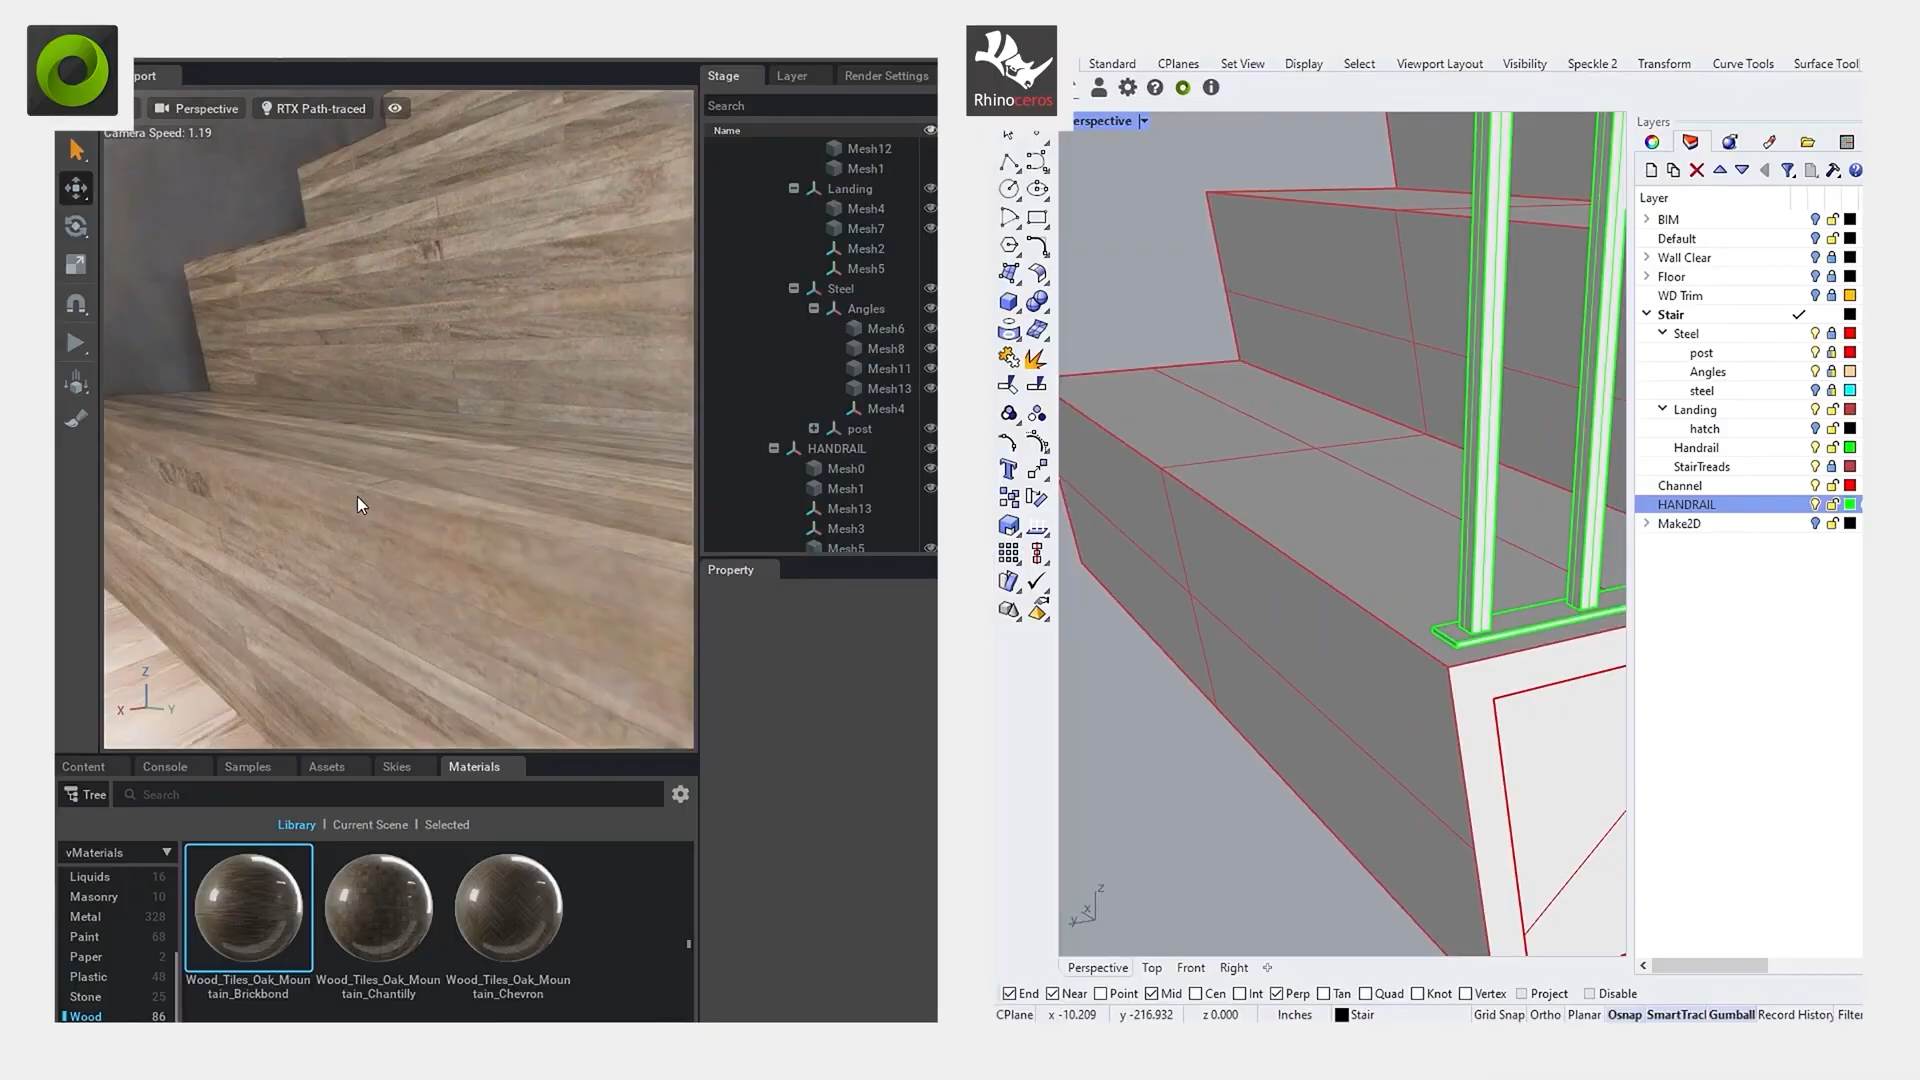 port
Perspective
RTX Path-traced
Camera Speed: 1.19
Z
X
Y
Stage
Layer
Render Settings
Search
Name
Mesh12
Mesh1
Landing
Mesh4
Mesh7
Mesh2
Mesh5
Steel
Angles
Mesh6
Mesh8
Mesh11
Mesh13
Mesh4
post
HANDRAIL
Mesh0
Mesh1
Mesh13
Mesh3
Mesh5
Property
Content
Console
Samples
Assets
Skies
Materials
Tree
Search
Library | Current Scene | Selected
vMaterials
Liquids 16
Masonry 10
Metal 328
Paint 68
Paper 2
Plastic 48
Stone 25
Wood 86
Wood_Tiles_Oak_Moun
tain_Brickbond
Wood_Tiles_Oak_Moun
tain_Chantilly
Wood_Tiles_Oak_Moun
tain_Chevron
Rhinoceros
Standard CPlanes Set View Display Select Viewport Layout Visibility Speckle 2 Transform Curve Tools Surface Tool
erspective
z
x
y
Layers
Layer
BIM
Default
Wall Clear
Floor
WD Trim
Stair
Steel
post
Angles
steel
Landing
hatch
Handrail
StairTreads
Channel
HANDRAIL
Make2D
Perspective Top Front Right
End Near Point Mid Cen Int Perp Tan Quad Knot Vertex Project Disable
CPlane x -10.209 y -216.932 z 0.000 Inches Stair Grid Snap Ortho Planar Osnap SmartTracl Gumball Record History Filter